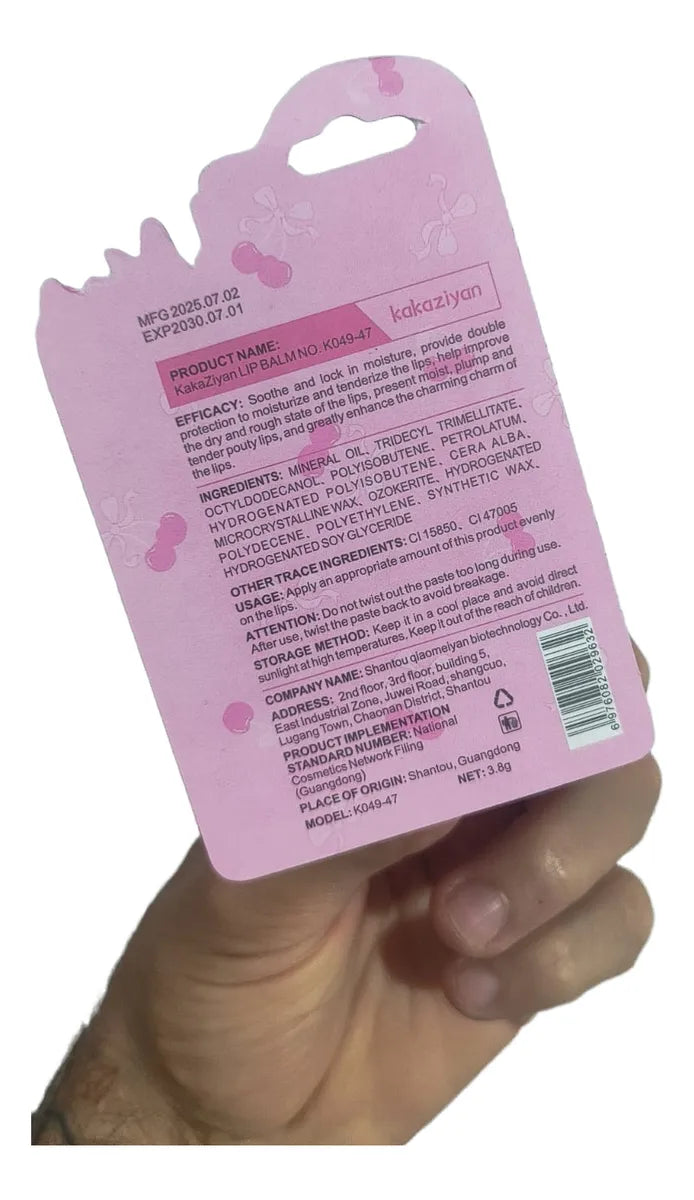 MFG 2025.07.02
EXP2030.07.01
PRODUCT NAME:
KakaZiyan LIP BALM NO. K049-47
kakaziyan
EFFICACY: Soothe and lock in moisture, provide double
protection to moisturize and tenderize the lips, help improve
the dry and rough state of the lips, present moist, plump and
tender pouty lips, and greatly enhance the charming charm of
the lips.
INGREDIENTS: MINERAL OIL、TRIDECYL TRIMELLITATE、
OCTYLDODECANOL、POLYISOBUTENE、PETROLATUM、
HYDROGENATED POLYISOBUTENE、CERA ALBA、
MICROCRYSTALLINE WAX、OZOKERITE、HYDROGENATED
POLYDECENE、POLYETHYLENE、SYNTHETIC WAX、
HYDROGENATED SOY GLYCERIDE
OTHER TRACE INGREDIENTS: CI 15850、CI 47005
USAGE: Apply an appropriate amount of this product evenly
on the lips.
ATTENTION: Do not twist out the paste too long during use.
After use, twist the paste back to avoid breakage.
STORAGE METHOD: Keep it in a cool place and avoid direct
sunlight at high temperatures. Keep it out of the reach of children.
COMPANY NAME: Shantou qiaomeiyan biotechnology Co., Ltd.
ADDRESS: 2nd floor, 3rd floor, building 5,
East Industrial Zone, Juwei Road, shangcuo,
Lugang Town, Chaonan District, Shantou
PRODUCT IMPLEMENTATION
STANDARD NUMBER: National
Cosmetics Network Filing
(Guangdong)
PLACE OF ORIGIN: Shantou, Guangdong
MODEL: K049-47
NET: 3.8g
6 976082 029632